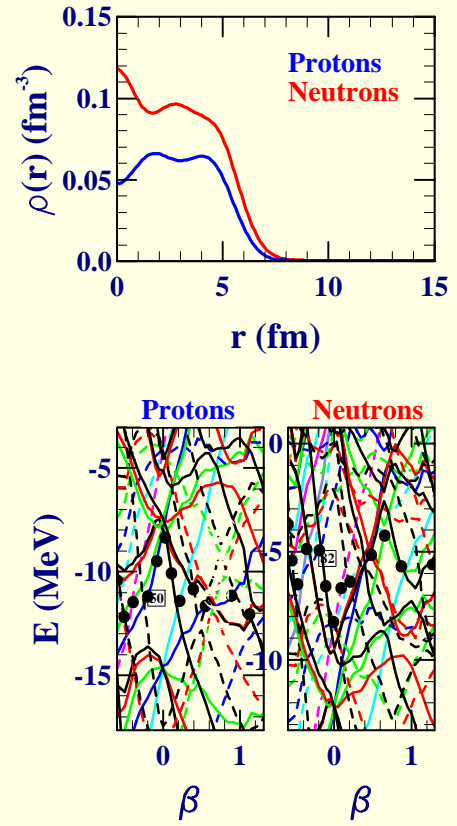 ρ(r) (fm-3)
0.15
0.1
0.05
0.0
Protons
Neutrons
0 5 10 15
r (fm)
Protons Neutrons
E (MeV)
-5
-10
-15
0
-5
-10
50
82
0 1 0 1
β β